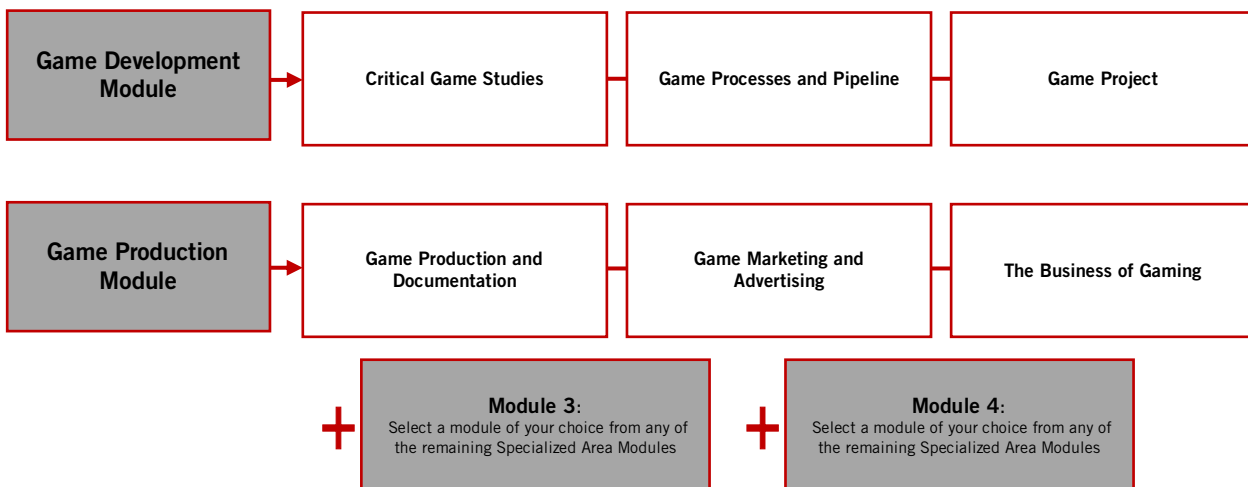 Game Development
Module
Critical Game Studies
Game Processes and Pipeline
Game Project
Game Production
Module
Game Production and
Documentation
Game Marketing and
Advertising
The Business of Gaming
+
Module 3:
Select a module of your choice from any of
the remaining Specialized Area Modules
+
Module 4:
Select a module of your choice from any of
the remaining Specialized Area Modules